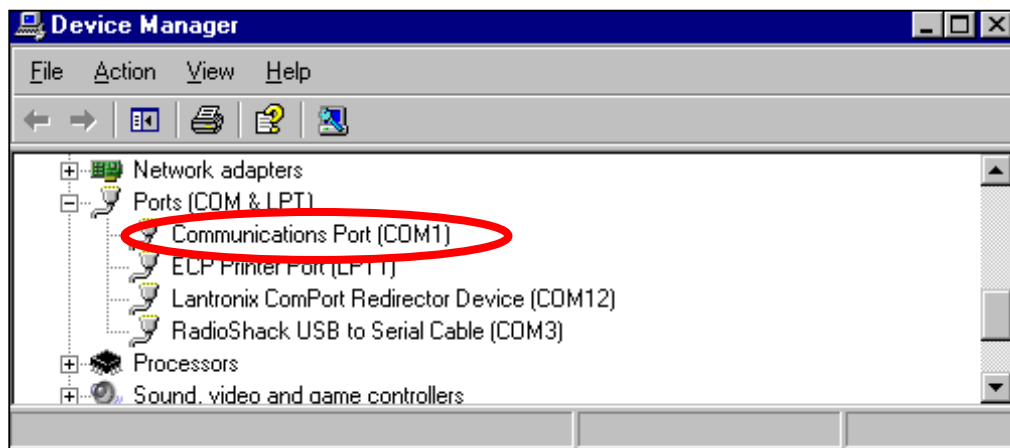 Device Manager
File Action View Help
Network adapters
Ports (COM & LPT)
Communications Port (COM1)
ECP Printer Port (LPT1)
Lantronix ComPort Redirector Device (COM12)
RadioShack USB to Serial Cable (COM3)
Processors
Sound, video and game controllers